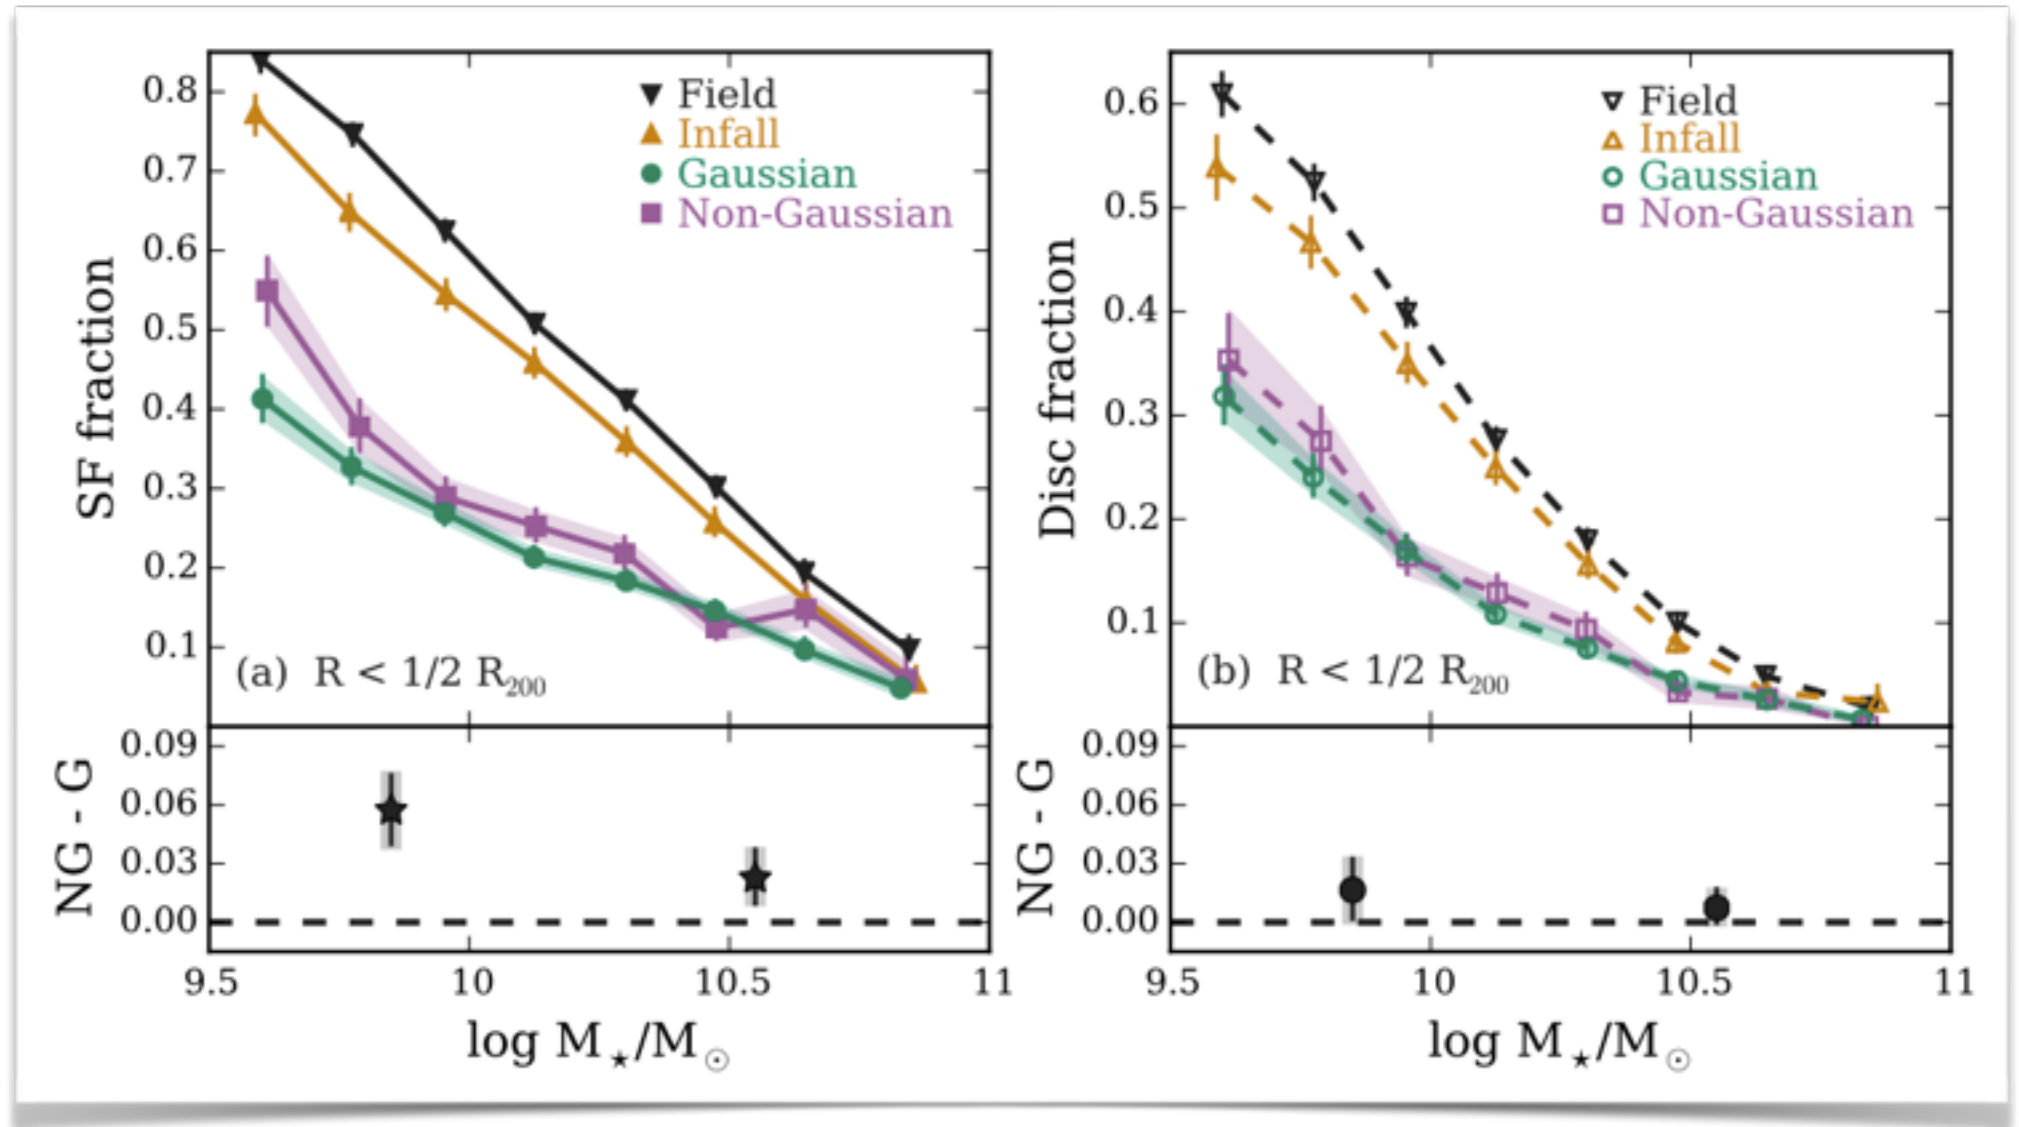 0.8
0.7
0.6
0.5
0.4
0.3
0.2
0.1
SF fraction
Field
Infall
Gaussian
Non-Gaussian
(a) R < 1/2 R₂₀₀
0.09
0.06
0.03
0.00
NG - G
9.5 10 10.5 11
log M⋆/M☉
0.6
0.5
0.4
0.3
0.2
0.1
Disc fraction
Field
Infall
Gaussian
Non-Gaussian
(b) R < 1/2 R₂₀₀
0.09
0.06
0.03
0.00
NG - G
9.5 10 10.5 11
log M⋆/M☉